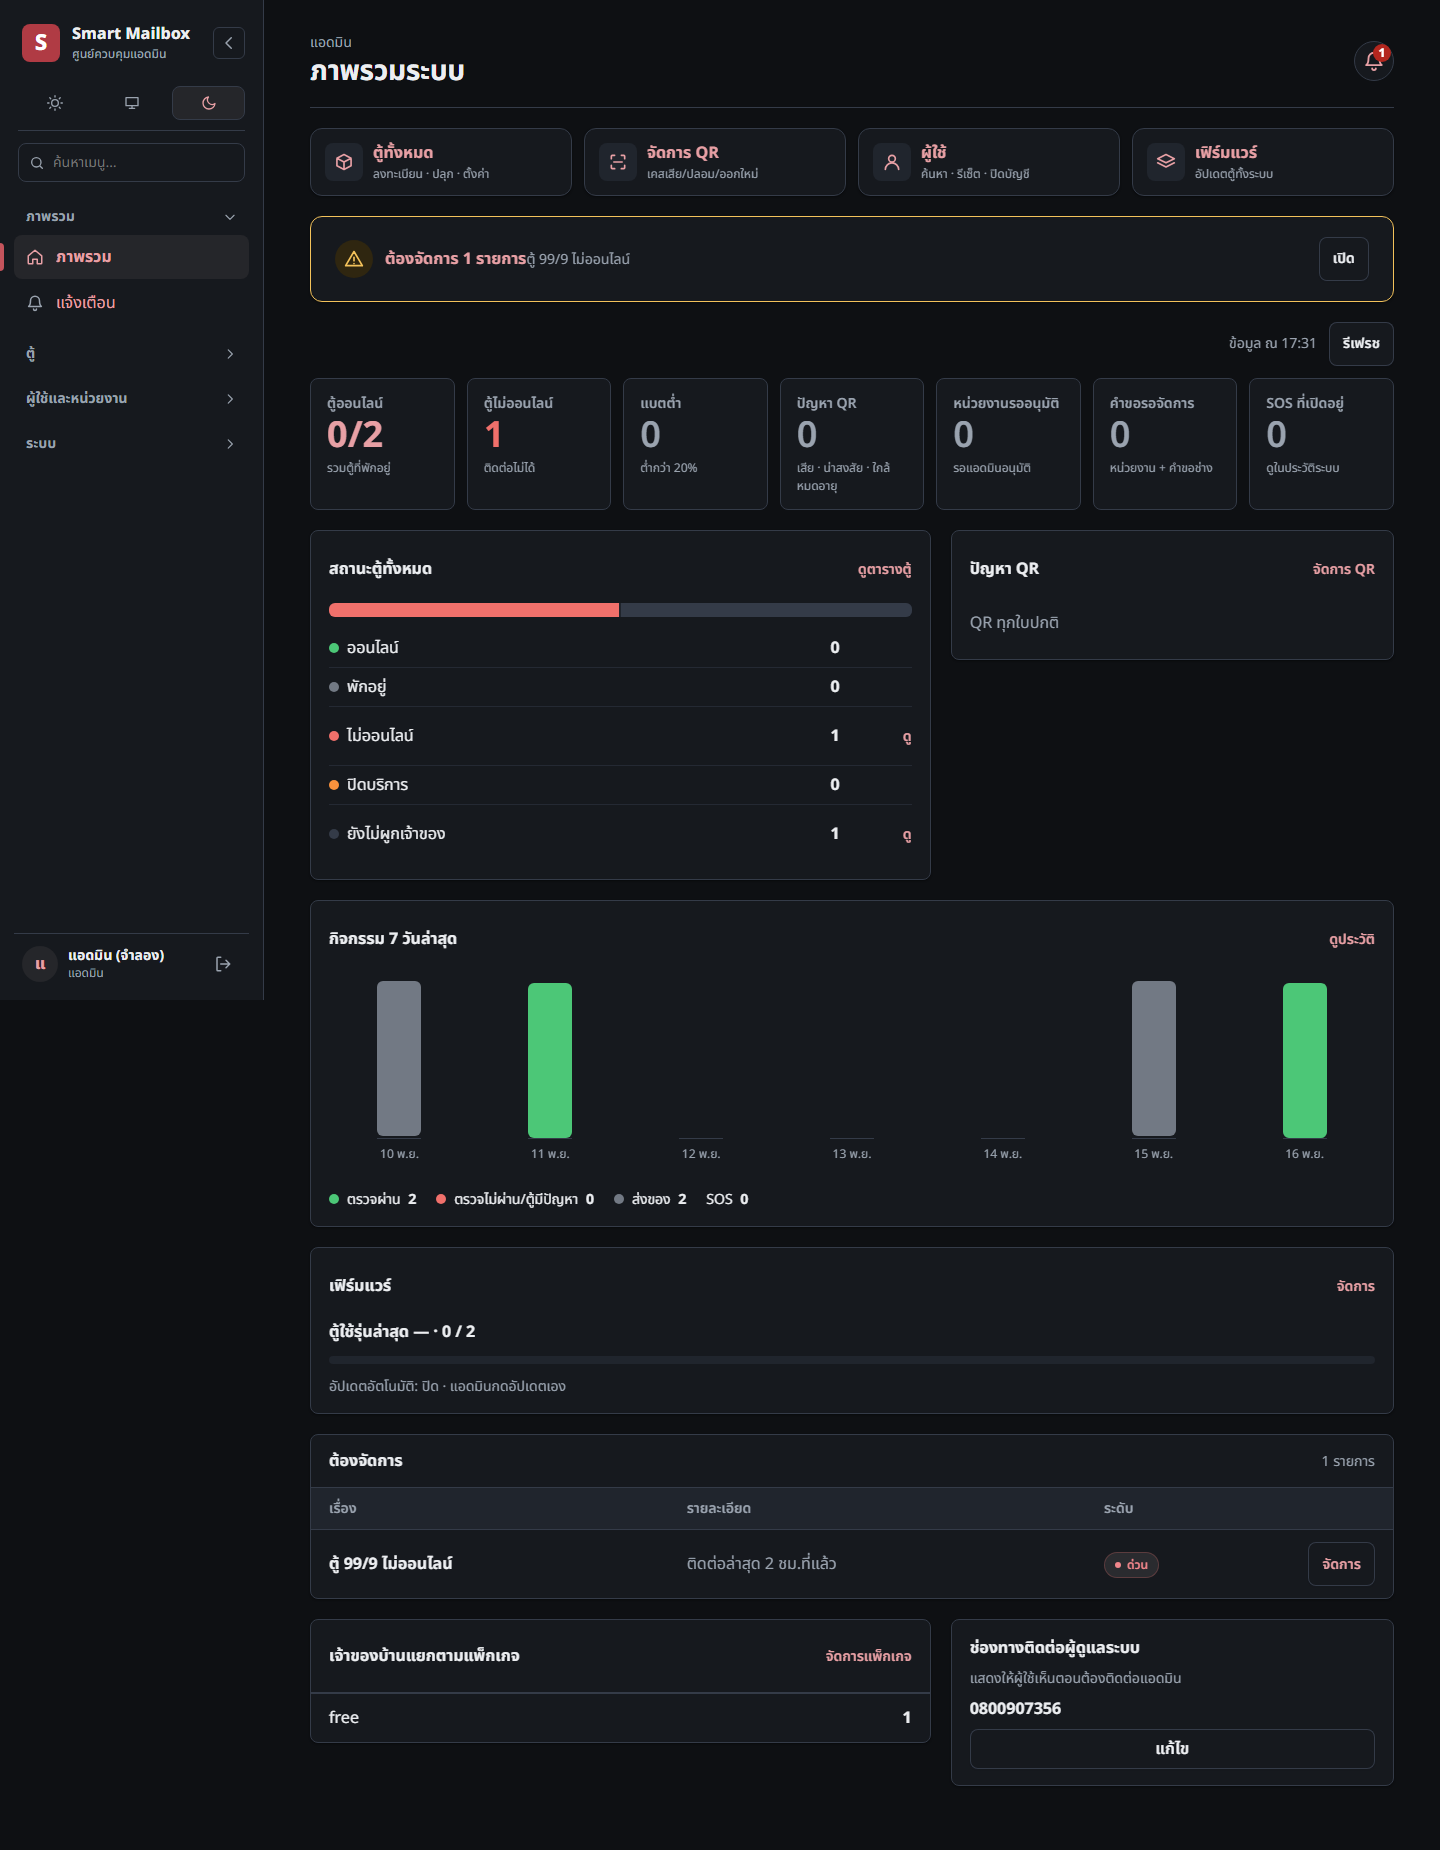 S
Smart Mailbox
ศูนย์ควบคุมแอดมิน
ค้นหาเมนู...
ภาพรวม
ภาพรวม
แจ้งเตือน
ตู้
ผู้ใช้และหน่วยงาน
ระบบ
แ
แอดมิน (จำลอง)
แอดมิน
แอดมิน
ภาพรวมระบบ
1
ตู้ทั้งหมด
ลงทะเบียน · ปลุก · ตั้งค่า
จัดการ QR
เคสเสีย/ปลอม/ออกใหม่
ผู้ใช้
ค้นหา · รีเซ็ต · ปิดบัญชี
เฟิร์มแวร์
อัปเดตตู้ทั้งระบบ
ต้องจัดการ 1 รายการตู้ 99/9 ไม่ออนไลน์
เปิด
ข้อมูล ณ 17:31
รีเฟรช
ตู้ออนไลน์
0/2
รวมตู้ที่พักอยู่
ตู้ไม่ออนไลน์
1
ติดต่อไม่ได้
แบตต่ำ
0
ต่ำกว่า 20%
ปัญหา QR
0
เสีย · น่าสงสัย · ใกล้
หมดอายุ
หน่วยงานรออนุมัติ
0
รอแอดมินอนุมัติ
คำขอรอจัดการ
0
หน่วยงาน + คำขอช่าง
SOS ที่เปิดอยู่
0
ดูในประวัติระบบ
สถานะตู้ทั้งหมด
ดูตารางตู้
ออนไลน์ 0
พักอยู่ 0
ไม่ออนไลน์ 1 ดู
ปิดบริการ 0
ยังไม่ผูกเจ้าของ 1 ดู
ปัญหา QR
จัดการ QR
QR ทุกใบปกติ
กิจกรรม 7 วันล่าสุด
ดูประวัติ
10 พ.ย. 11 พ.ย. 12 พ.ย. 13 พ.ย. 14 พ.ย. 15 พ.ย. 16 พ.ย.
ตรวจผ่าน 2 ตรวจไม่ผ่าน/ตู้มีปัญหา 0 ส่งของ 2 SOS 0
เฟิร์มแวร์
จัดการ
ตู้ใช้รุ่นล่าสุด — · 0 / 2
อัปเดตอัตโนมัติ: ปิด · แอดมินกดอัปเดตเอง
ต้องจัดการ
1 รายการ
เรื่อง รายละเอียด ระดับ
ตู้ 99/9 ไม่ออนไลน์ ติดต่อล่าสุด 2 ชม.ที่แล้ว ด่วน จัดการ
เจ้าของบ้านแยกตามแพ็กเกจ
จัดการแพ็กเกจ
free 1
ช่องทางติดต่อผู้ดูแลระบบ
แสดงให้ผู้ใช้เห็นตอนต้องติดต่อแอดมิน
0800907356
แก้ไข